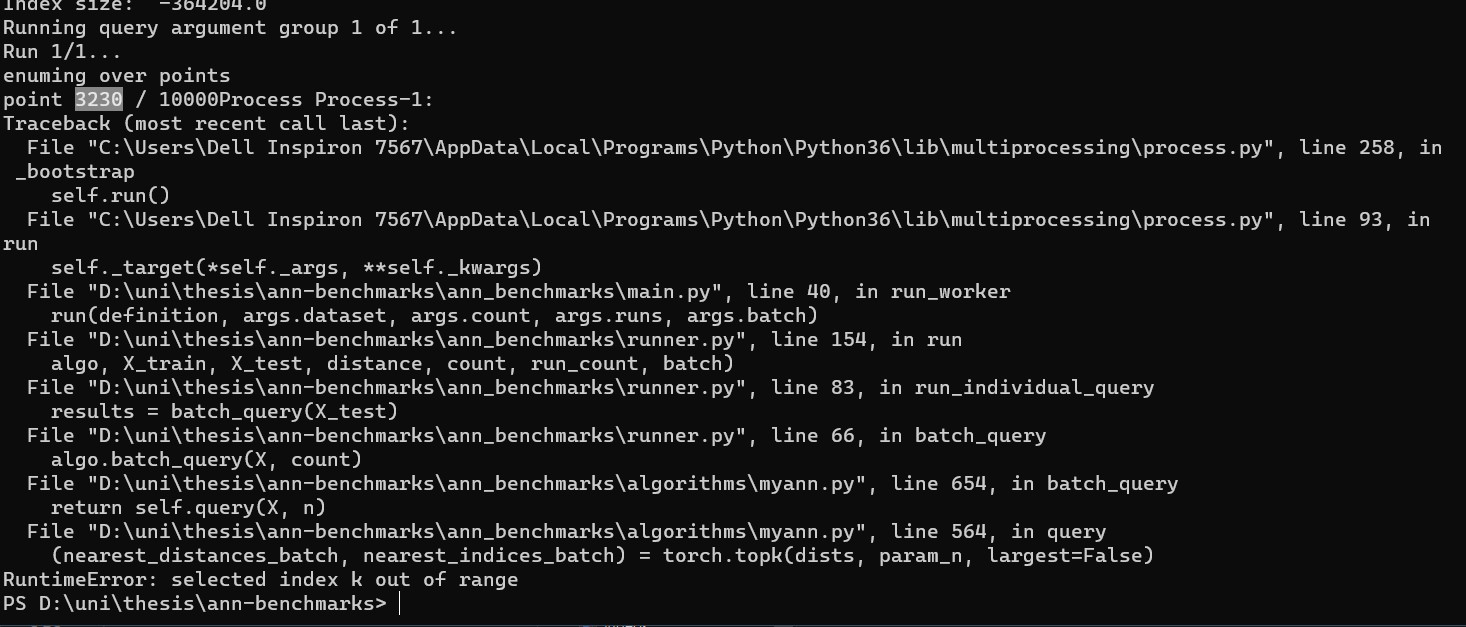 Index size:  -364204.0
Running query argument group 1 of 1...
Run 1/1...
enuming over points
point 3230 / 10000Process Process-1:
Traceback (most recent call last):
  File "C:\Users\Dell Inspiron 7567\AppData\Local\Programs\Python\Python36\lib\multiprocessing\process.py", line 258, in
 _bootstrap
    self.run()
  File "C:\Users\Dell Inspiron 7567\AppData\Local\Programs\Python\Python36\lib\multiprocessing\process.py", line 93, in
run
    self._target(*self._args, **self._kwargs)
  File "D:\uni\thesis\ann-benchmarks\ann_benchmarks\main.py", line 40, in run_worker
    run(definition, args.dataset, args.count, args.runs, args.batch)
  File "D:\uni\thesis\ann-benchmarks\ann_benchmarks\runner.py", line 154, in run
    algo, X_train, X_test, distance, count, run_count, batch)
  File "D:\uni\thesis\ann-benchmarks\ann_benchmarks\runner.py", line 83, in run_individual_query
    results = batch_query(X_test)
  File "D:\uni\thesis\ann-benchmarks\ann_benchmarks\runner.py", line 66, in batch_query
    algo.batch_query(X, count)
  File "D:\uni\thesis\ann-benchmarks\ann_benchmarks\algorithms\myann.py", line 654, in batch_query
    return self.query(X, n)
  File "D:\uni\thesis\ann-benchmarks\ann_benchmarks\algorithms\myann.py", line 564, in query
    (nearest_distances_batch, nearest_indices_batch) = torch.topk(dists, param_n, largest=False)
RuntimeError: selected index k out of range
PS D:\uni\thesis\ann-benchmarks>